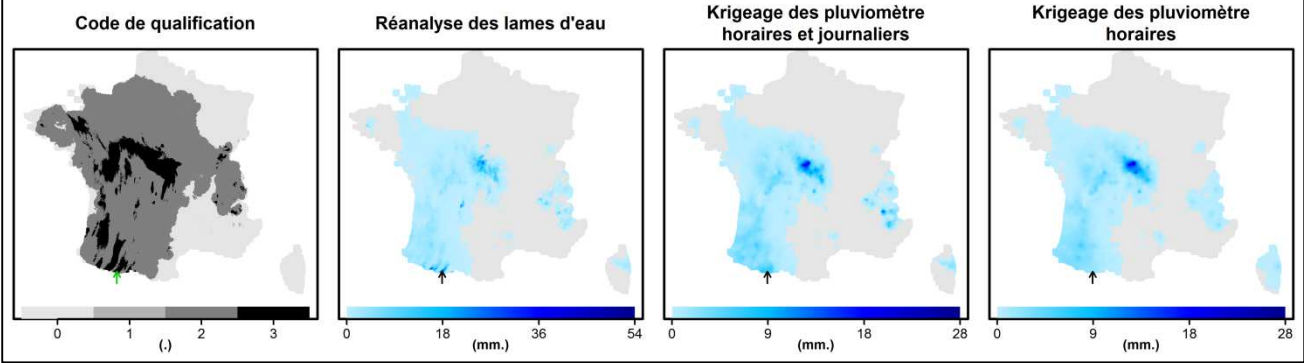 Code de qualification
Réanalyse des lames d'eau
Krigeage des pluviomètre
horaires et journaliers
Krigeage des pluviomètre
horaires
0 1 2 3
(.)
0 18 36 54
(mm.)
0 9 18 28
(mm.)
0 9 18 28
(mm.)